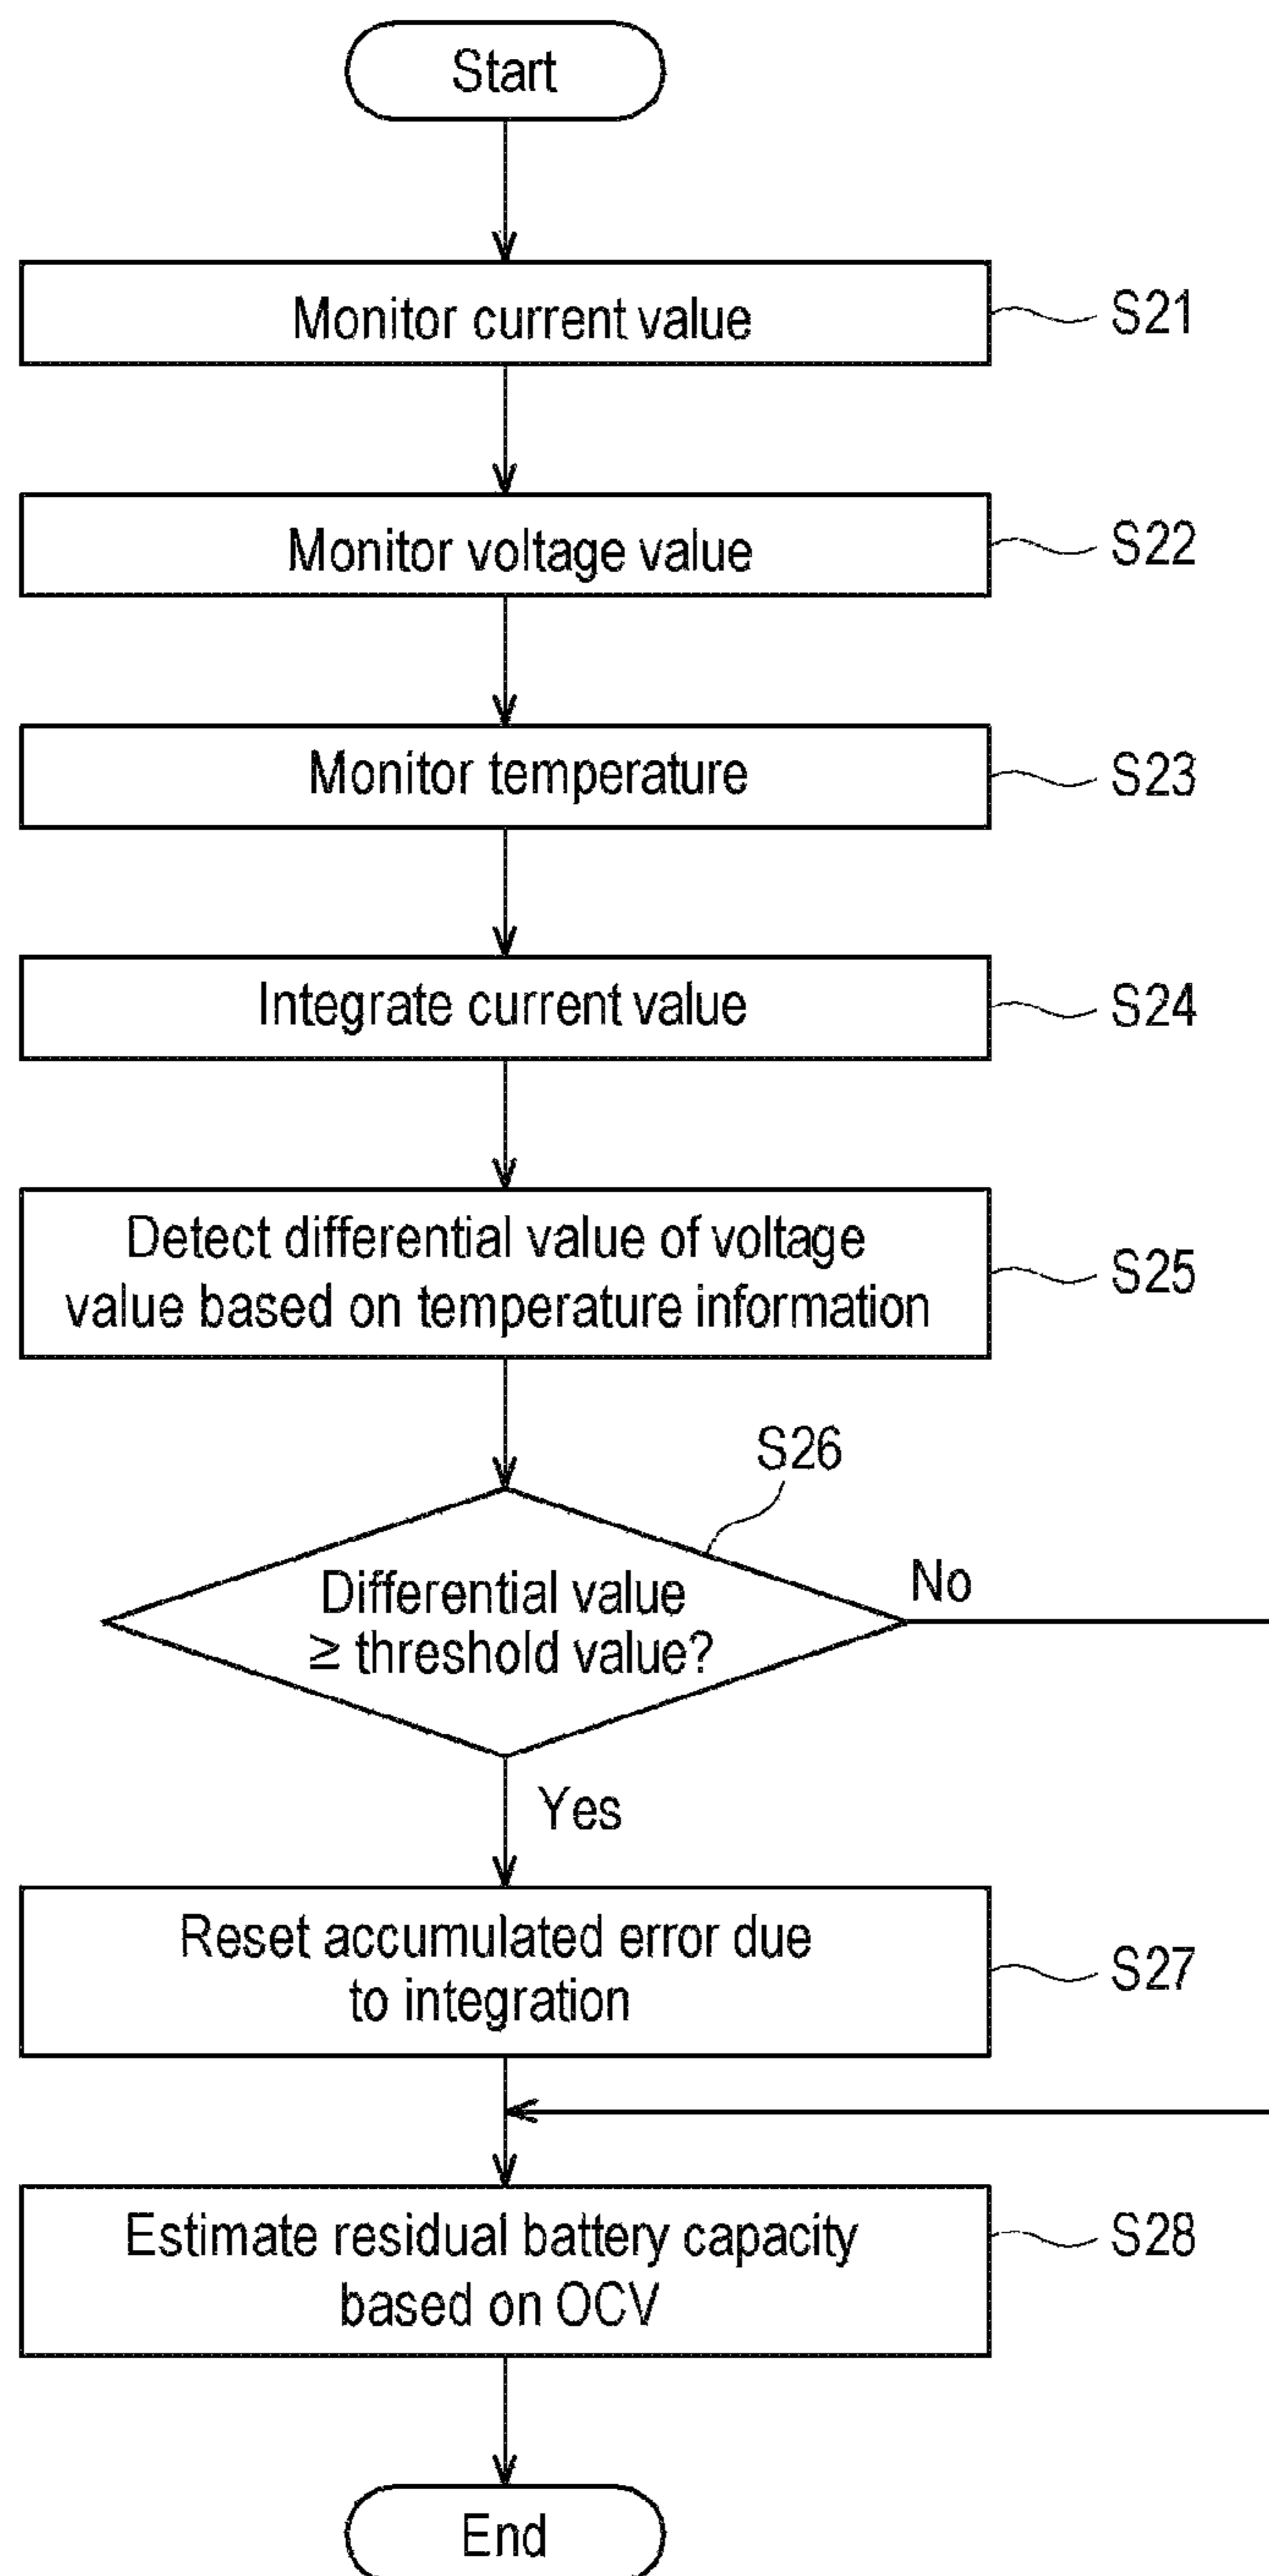 Start
Monitor current value
S21
Monitor voltage value
S22
Monitor temperature
S23
Integrate current value
S24
Detect differential value of voltage
value based on temperature information
S25
S26
Differential value
≥ threshold value?
No
Yes
Reset accumulated error due
to integration
S27
Estimate residual battery capacity
based on OCV
S28
End